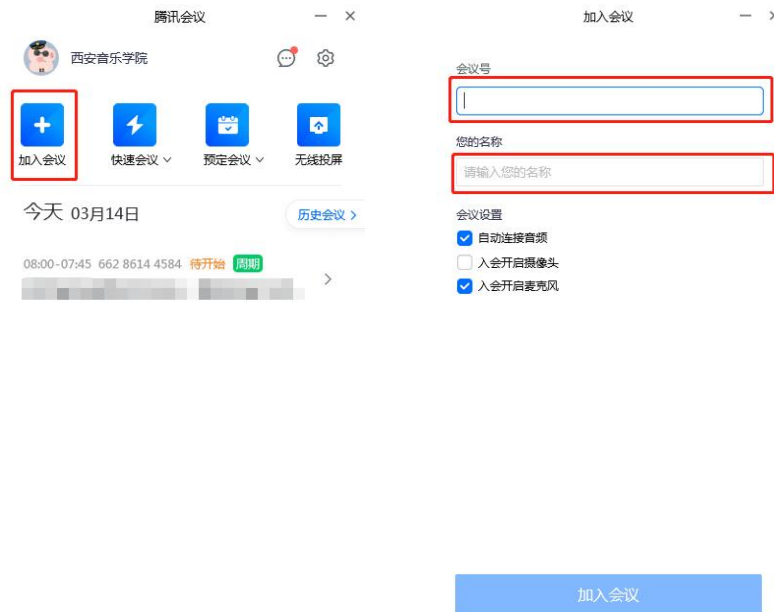 腾讯会议
西安音乐学院
加入会议
快速会议
预定会议
无线投屏
今天 03月14日
历史会议
08:00-07:45 662 8614 4584 待开始 周期
加入会议
会议号
您的名称
请输入您的名称
会议设置
自动连接音频
入会开启摄像头
入会开启麦克风
加入会议